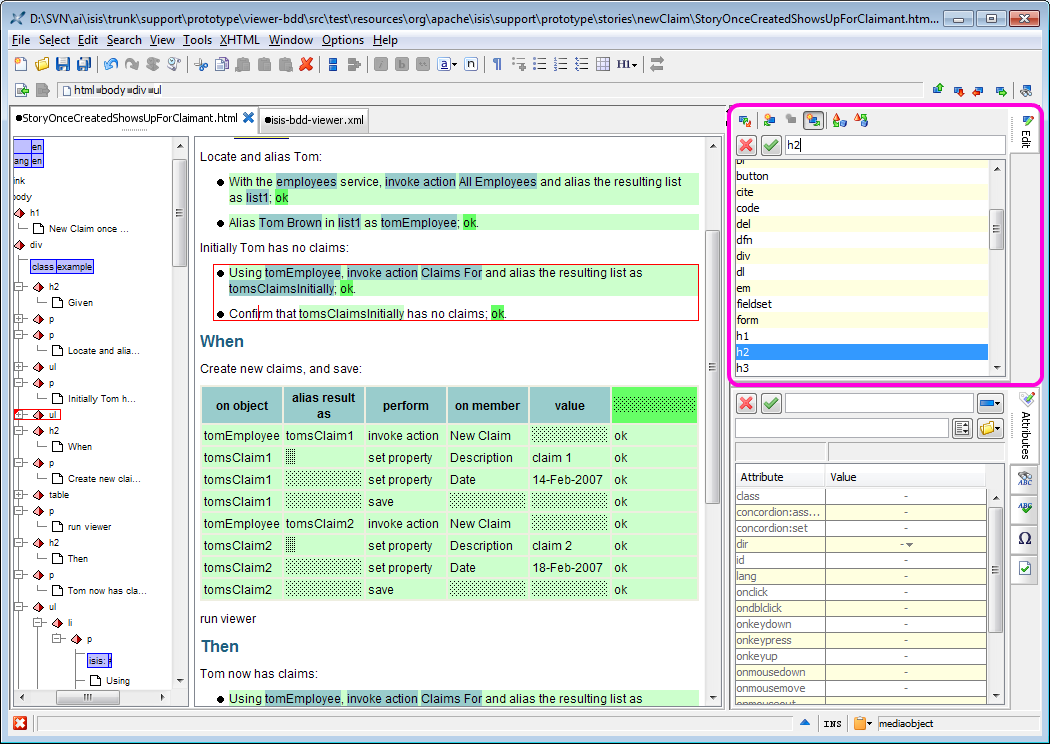 D:\SVN\ai\isis\trunk\support\prototype\viewer-bdd\src\test\resources\org\apache\isis\support\prototype\stories\newClaim\StoryOnceCreatedShowsUpForClaimant.htm...
File Select Edit Search View Tools XHTML Window Options Help
H1
html body div ul
StoryOnceCreatedShowsUpForClaimant.html
isis-bdd-viewer.xml
en
ang en
ink
body
h1
New Claim once ...
div
class example
h2
Given
p
p
Locate and alia...
ul
p
Initially Tom h...
ul
h2
When
p
Create new clai...
table
p
run viewer
h2
Then
p
Tom now has cla...
ul
li
p
isis:
Using
Locate and alias Tom:
With the employees service, invoke action All Employees and alias the resulting list
as list1; ok
Alias Tom Brown in list1 as tomEmployee; ok.
Initially Tom has no claims:
Using tomEmployee, invoke action Claims For and alias the resulting list as
tomsClaimsInitially; ok.
Confirm that tomsClaimsInitially has no claims; ok.
When
Create new claims, and save:
on object alias result as perform on member value
tomEmployee tomsClaim1 invoke action New Claim ok
tomsClaim1 set property Description claim 1 ok
tomsClaim1 set property Date 14-Feb-2007 ok
tomsClaim1 save ok
tomEmployee tomsClaim2 invoke action New Claim ok
tomsClaim2 set property Description claim 2 ok
tomsClaim2 set property Date 18-Feb-2007 ok
tomsClaim2 save ok
run viewer
Then
Tom now has claims:
Using tomEmployee, invoke action Claims For and alias the resulting list as
Edit
h2
br
button
cite
code
del
dfn
div
dl
em
fieldset
form
h1
h2
h3
Attributes
ABC
ABC
Ω
Attribute Value
class -
concordion:ass... -
concordion:set -
dir -
id -
lang -
onclick -
ondblclick -
onkeydown -
onkeypress -
onkeyup -
onmousedown -
onmousemove -
onmouseout -
INS
mediaobject